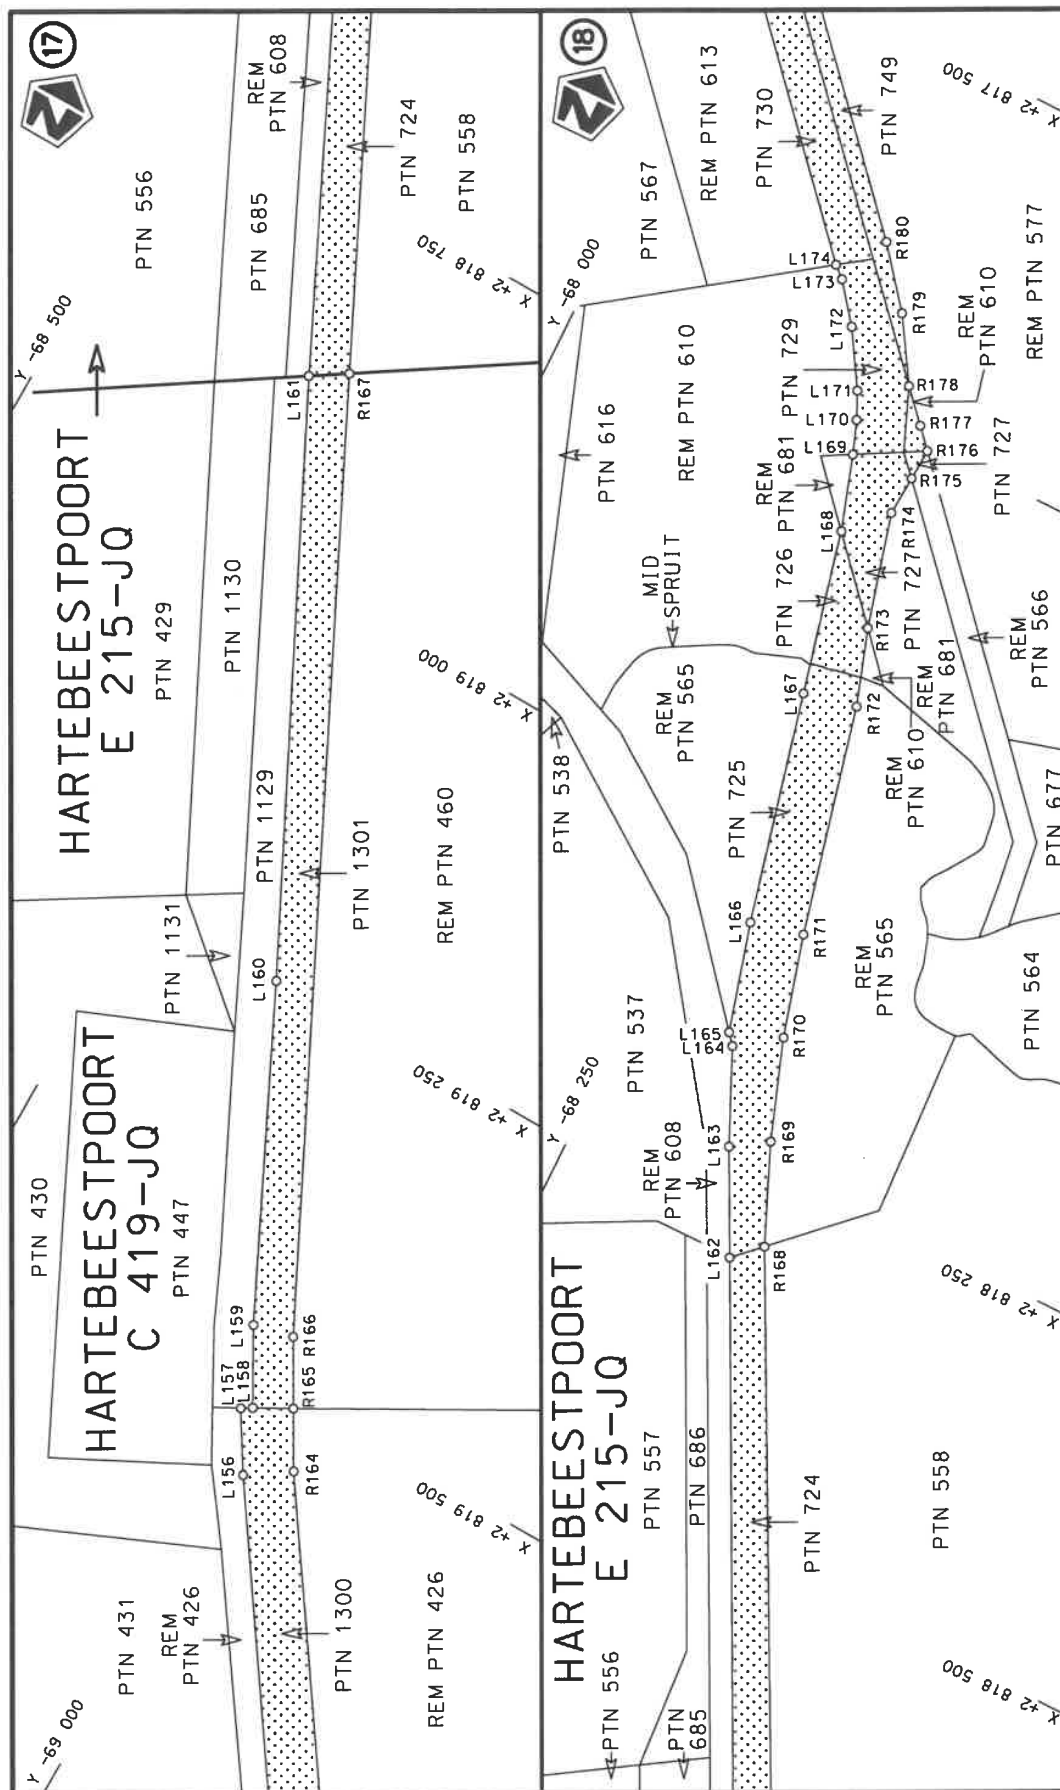 17
Y -69 000
PTN 431
REM
PTN 426
PTN 1300
REM PTN 426
X +2 819 500
PTN 430
HARTEBEESTPOORT
C 419-JQ
PTN 447
L156
L157
L158
L159
R164
R165
R166
PTN 1131
L160
X +2 819 250
PTN 1129
PTN 1301
REM PTN 460
HARTEBEESTPOORT
E 215-JQ
PTN 429
PTN 1130
X +2 819 000
Y -68 500
L161
R167
PTN 556
PTN 685
REM
PTN 608
PTN 724
PTN 558
X +2 818 750
18
PTN 556
PTN
685
HARTEBEESTPOORT
E 215-JQ
PTN 557
PTN 686
PTN 724
PTN 558
X +2 818 500
X +2 818 250
Y -68 250
L162
R168
REM
PTN 608
L163
R169
PTN 537
L164
L165
R170
L166
R171
REM
PTN 565
PTN 564
PTN 538
PTN 725
REM
PTN 565
MID
SPRUIT
L167
R172
REM
PTN 610
REM
PTN 681
PTN 677
REM
PTN 566
PTN 726
R173
PTN 727
L168
R174
REM
PTN 681
PTN 616
REM PTN 610
L169
L170
L171
L172
L173
L174
PTN 729
R175
R176
R177
R178
R179
R180
PTN 727
REM
PTN 610
REM PTN 577
Y -68 000
PTN 567
REM PTN 613
PTN 730
PTN 749
X +2 817 500